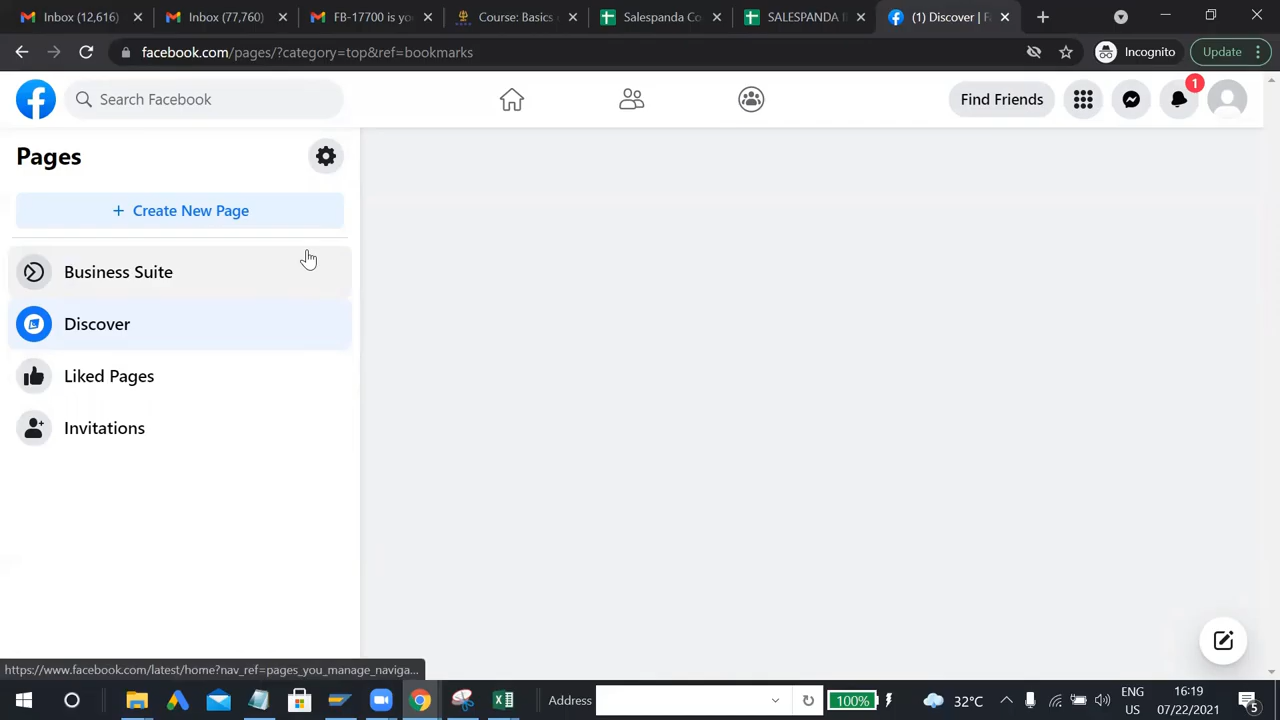 Inbox (12,616)
Inbox (77,760)
FB-17700 is yo
Course: Basics
Salespanda Co
SALESPANDA
(1) Discover | F
facebook.com/pages/?category=top&ref=bookmarks
Incognito
Update
Search Facebook
Find Friends
1
Pages
+ Create New Page
Business Suite
Discover
Liked Pages
Invitations
https://www.facebook.com/latest/home?nav_ref=pages_you_manage_naviga...
Address
100%
32°C
ENG
US
16:19
07/22/2021
5